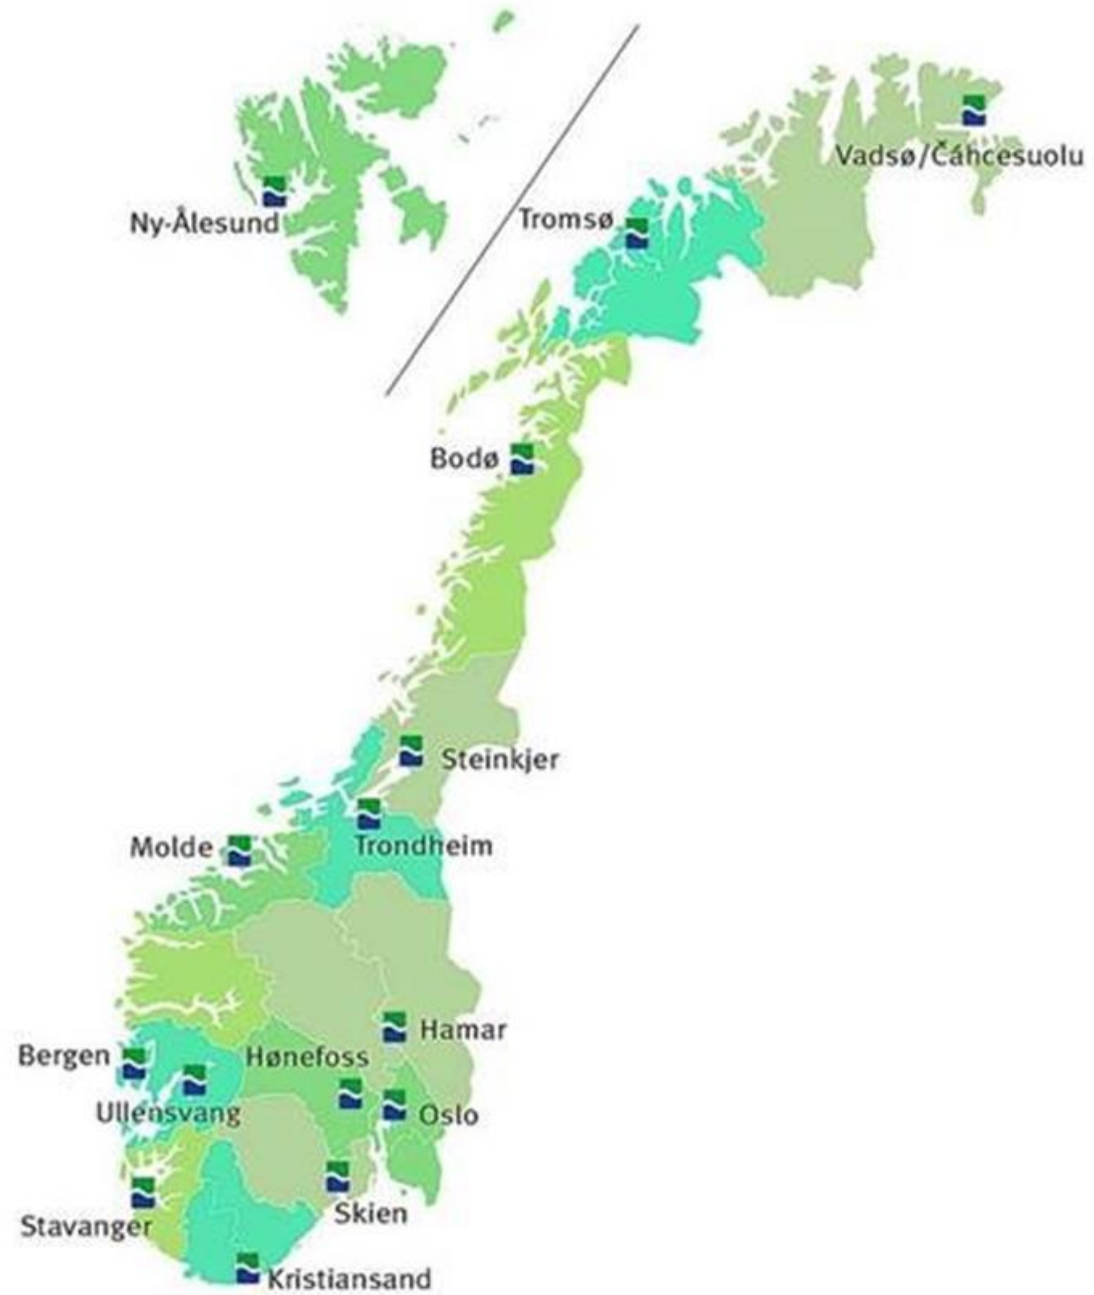 Vadsø/Čáhcesuolu
Ny-Ålesund
Tromsø
Bodø
Steinkjer
Molde
Trondheim
Hamar
Bergen
Hønefoss
Ullensvang
Oslo
Skien
Stavanger
Kristiansand